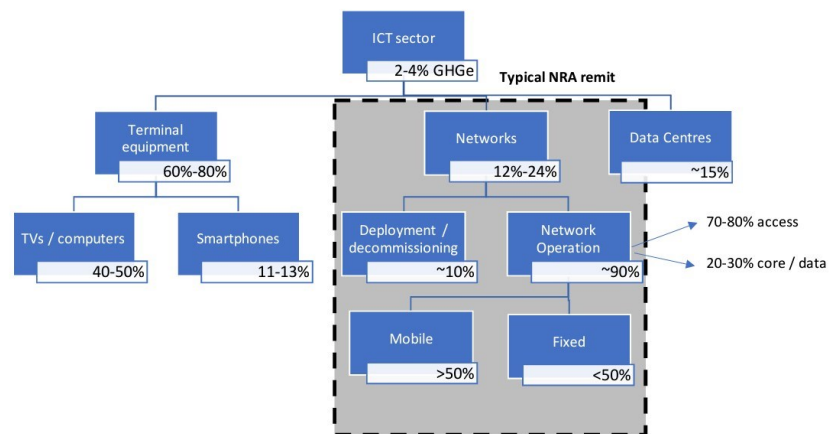 ICT sector
2-4% GHGe
Typical NRA remit
Terminal
equipment
60%-80%
Networks
12%-24%
Data Centres
~15%
TVs / computers
40-50%
Smartphones
11-13%
Deployment /
decommissioning
~10%
Network
Operation
~90%
70-80% access
20-30% core / data
Mobile
>50%
Fixed
<50%